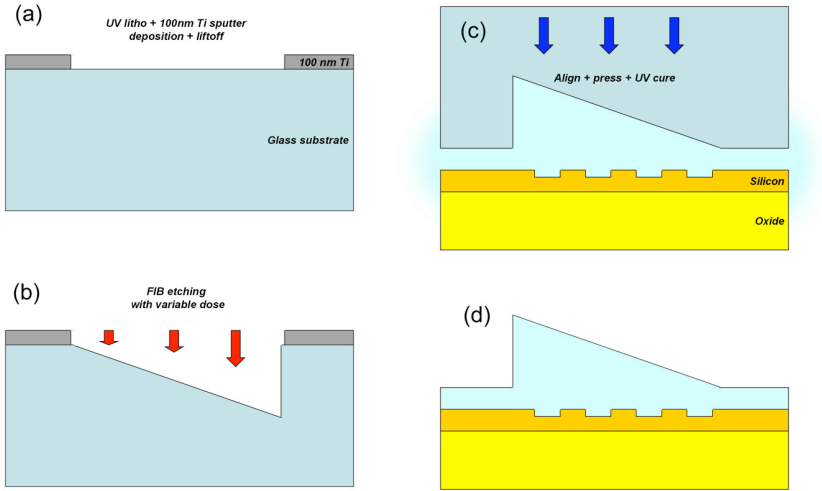 (a)
UV litho + 100nm Ti sputter
deposition + liftoff
100 nm Ti
Glass substrate
(b)
FIB etching
with variable dose
(c)
Align + press + UV cure
Silicon
Oxide
(d)